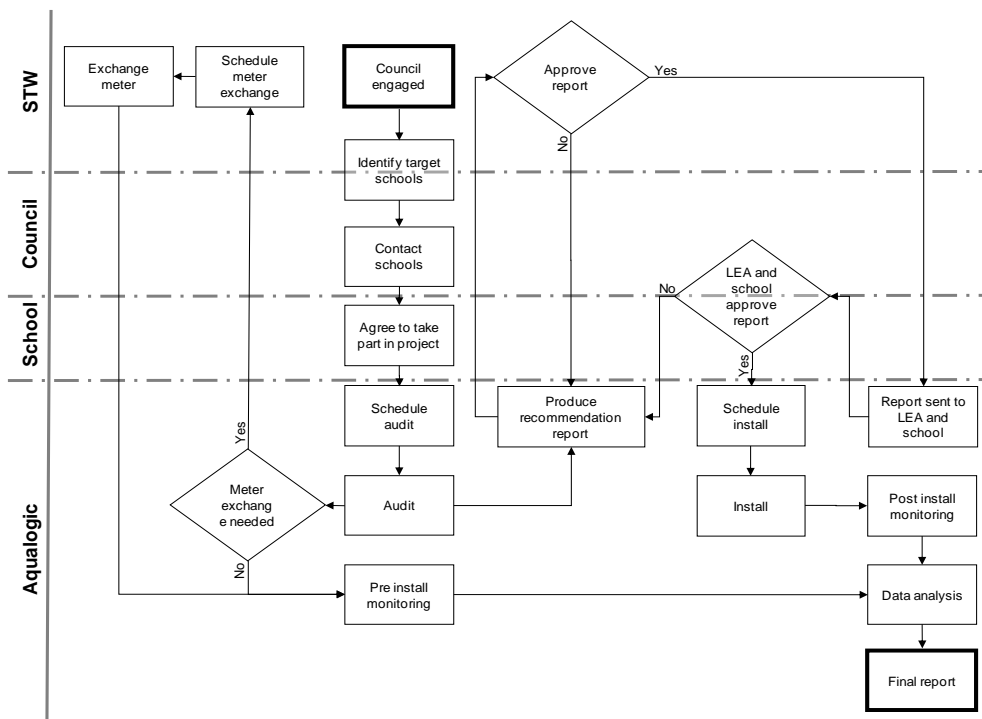 STW
Council
School
Aqualogic
Exchange
meter
Schedule
meter
exchange
Council
engaged
Approve
report
Yes
No
Identify target
schools
Contact
schools
LEA and
school
approve
report
No
Yes
Agree to take
part in project
Schedule
audit
Produce
recommendation
report
Schedule
install
Report sent to
LEA and
school
Yes
Meter
exchang
e needed
No
Audit
Install
Post install
monitoring
Pre install
monitoring
Data analysis
Final report